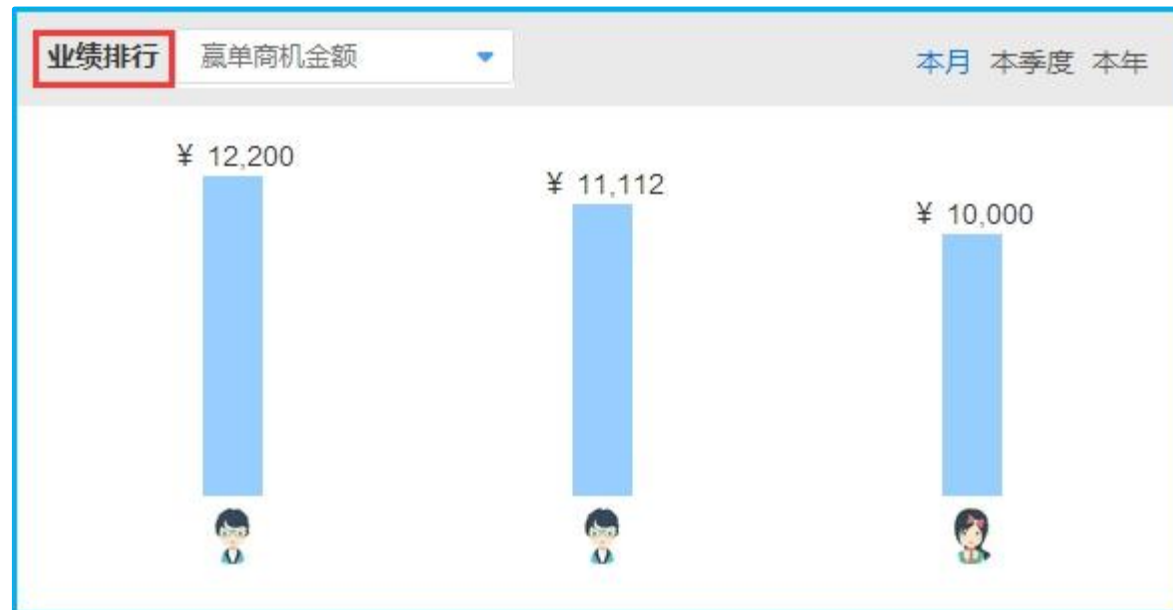 业绩排行 赢单商机金额 本月 本季度 本年
¥ 12,200
¥ 11,112
¥ 10,000